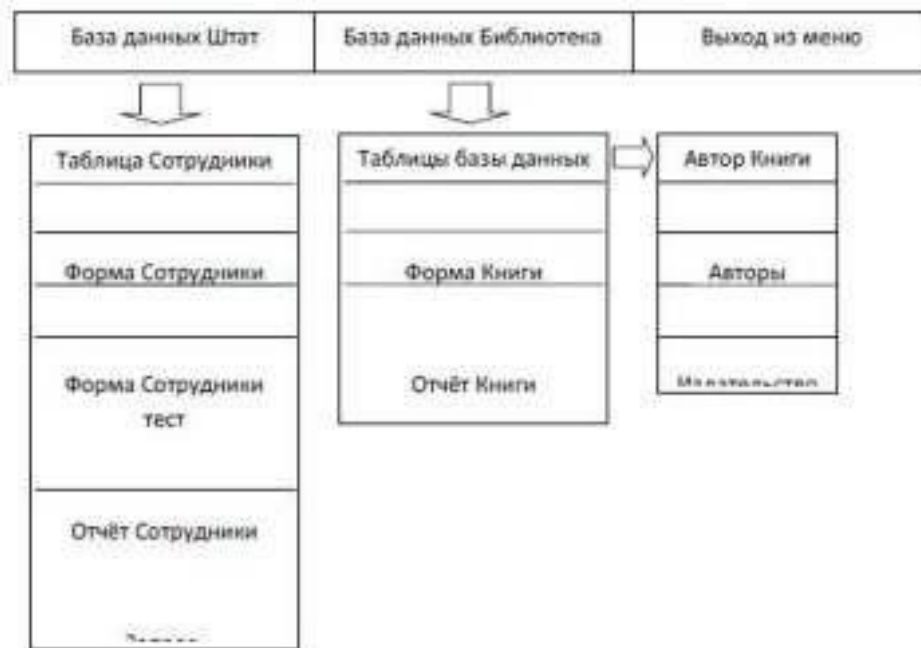 База данных Штат
База данных Библиотека
Выход из меню
Таблица Сотрудники
Форма Сотрудники
Форма Сотрудники
тест
Отчёт Сотрудники
Таблицы базы данных
Форма Книги
Отчёт Книги
Автор Книги
Авторы
Издательство